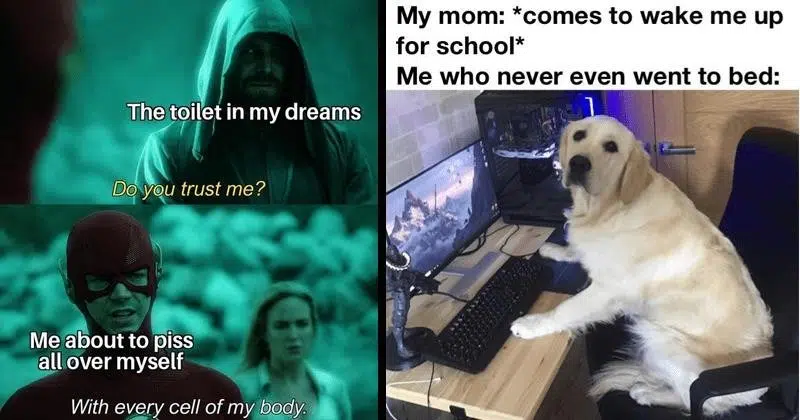 The toilet in my dreams
Do you trust me?
Me about to piss
all over myself
With every cell of my body.
My mom: *comes to wake me up
for school*
Me who never even went to bed: